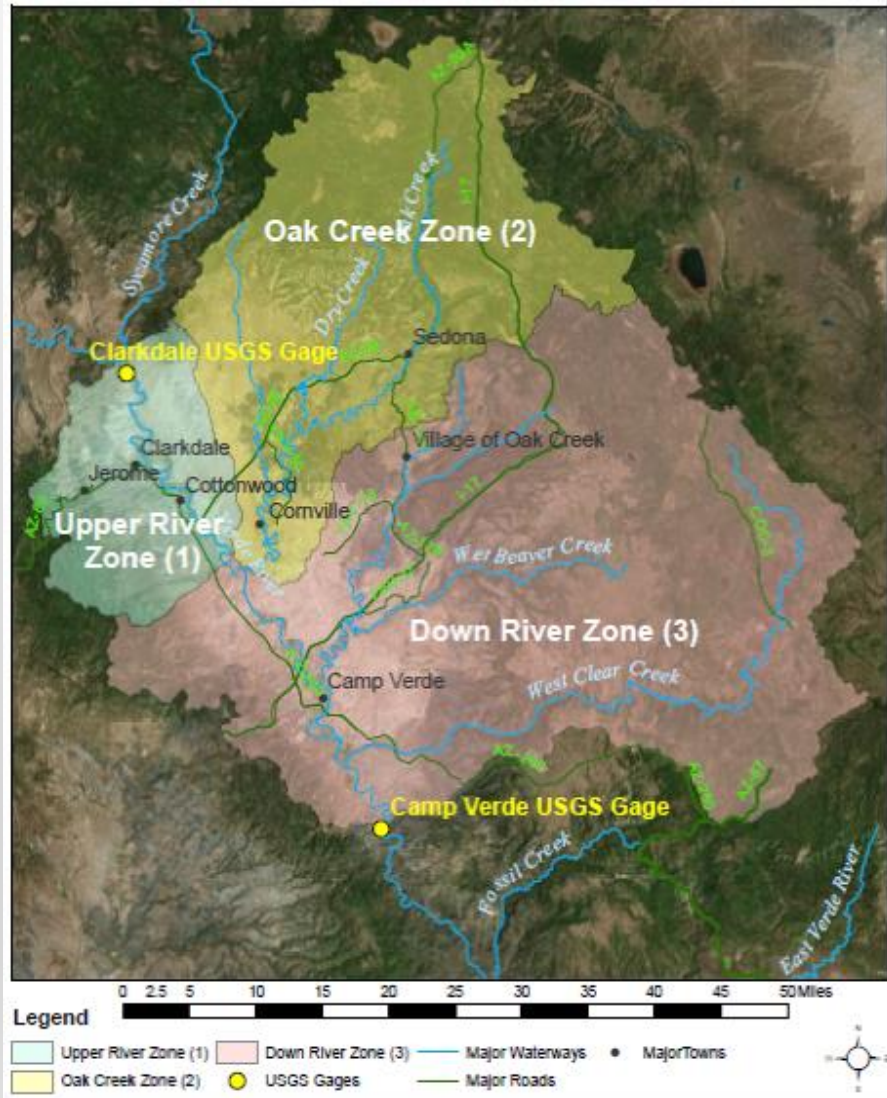 Sycamore Creek
Oak Creek Zone (2)
Oak Creek
Dry Creek
I-17
Sedona
Clarkdale USGS Gage
Clarkdale
Jerome
Cottonwood
Village of Oak Creek
Cornville
Upper River
Zone (1)
I-17
Wet Beaver Creek
Down River Zone (3)
West Clear Creek
Camp Verde
Camp Verde USGS Gage
Fossil Creek
East Verde River
0 2.5 5 10 15 20 25 30 35 40 45 50 Miles
Legend
Upper River Zone (1) Down River Zone (3) Major Waterways Major Towns
Oak Creek Zone (2) USGS Gages Major Roads